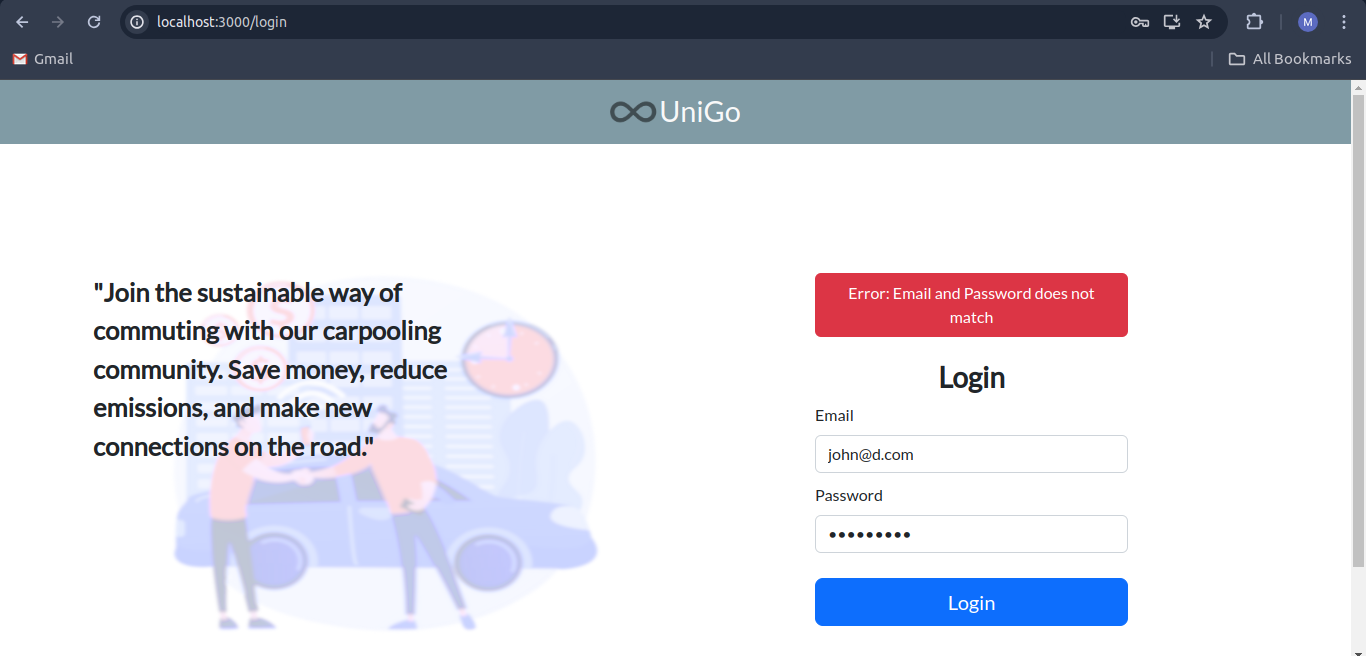 localhost:3000/login
M
Gmail
All Bookmarks
UniGo
"Join the sustainable way of
commuting with our carpooling
community. Save money, reduce
emissions, and make new
connections on the road."
Error: Email and Password does not
match
Login
Email
john@d.com
Password
•••••••••
Login